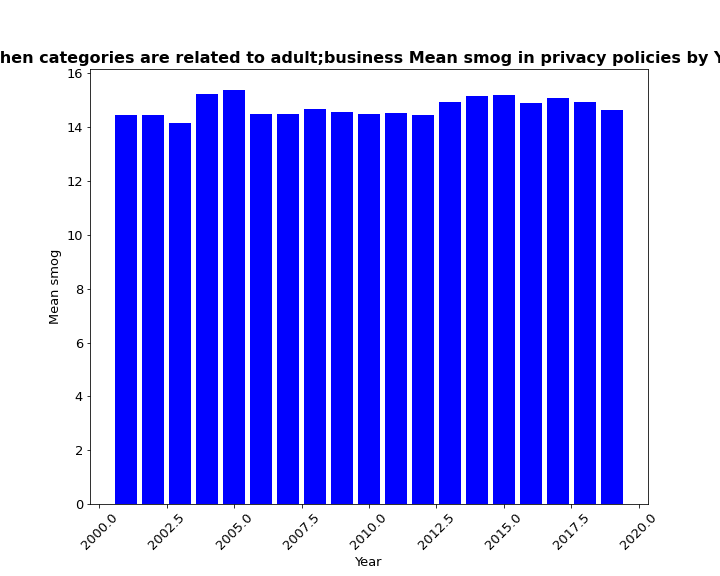 hen categories are related to adult;business Mean smog in privacy policies by Y
16
14
12
10
8
6
4
2
0
Mean smog
2000.0 2002.5 2005.0 2007.5 2010.0 2012.5 2015.0 2017.5 2020.0
Year